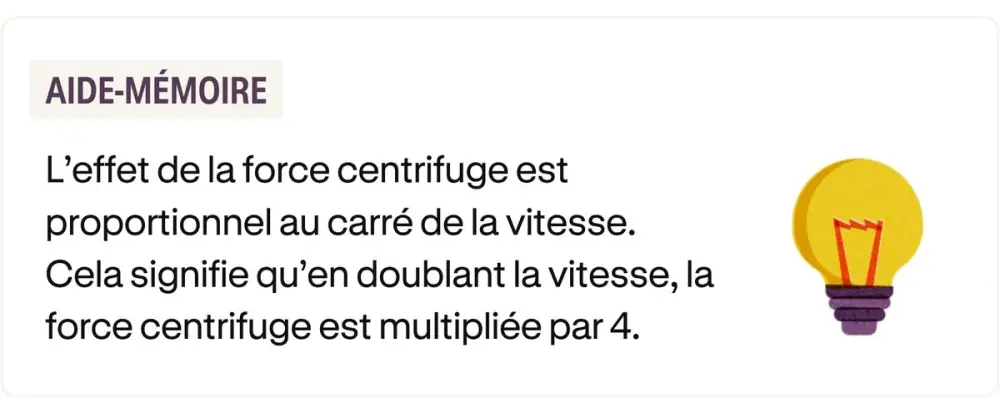 AIDE-MÉMOIRE
L’effet de la force centrifuge est
proportionnel au carré de la vitesse.
Cela signifie qu’en doublant la vitesse, la
force centrifuge est multipliée par 4.